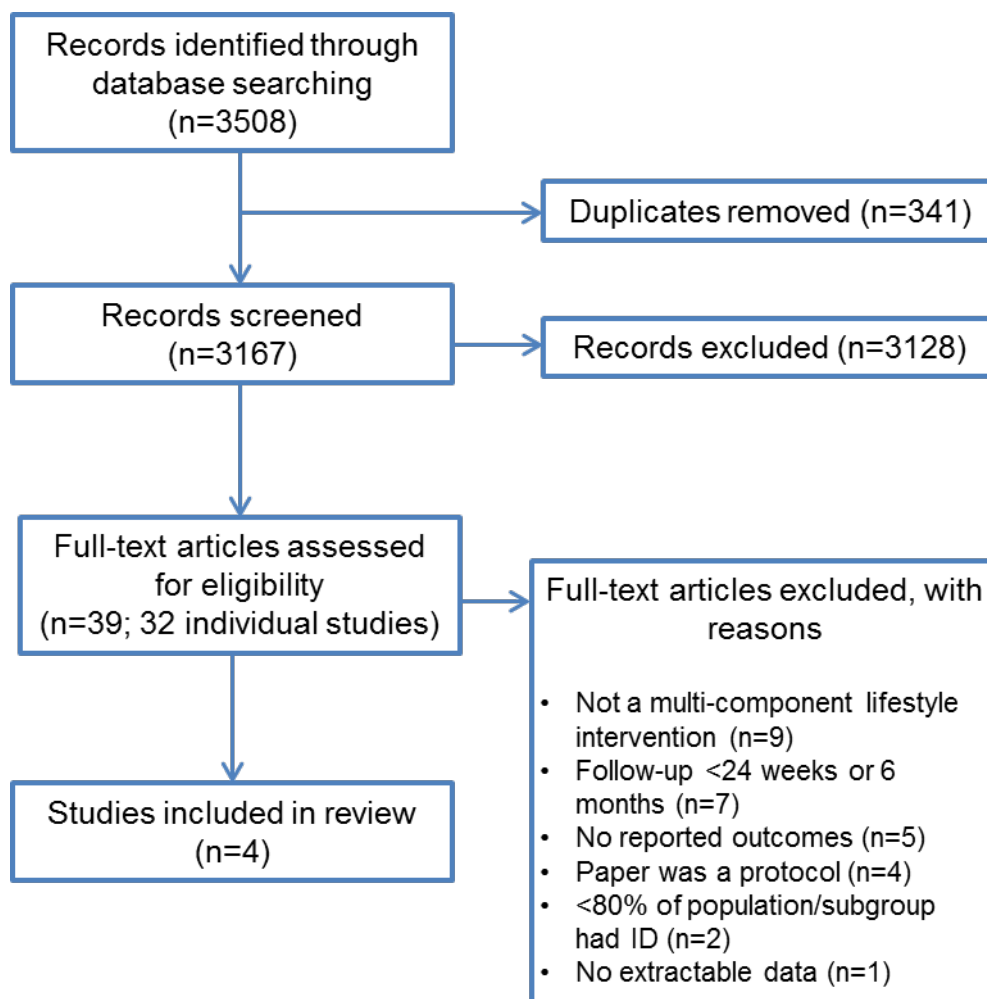 Records identified through
database searching
(n=3508)
Duplicates removed (n=341)
Records screened
(n=3167)
Records excluded (n=3128)
Full-text articles assessed
for eligibility
(n=39; 32 individual studies)
Full-text articles excluded, with
reasons
• Not a multi-component lifestyle
intervention (n=9)
• Follow-up <24 weeks or 6
months (n=7)
• No reported outcomes (n=5)
• Paper was a protocol (n=4)
• <80% of population/subgroup
had ID (n=2)
• No extractable data (n=1)
Studies included in review
(n=4)